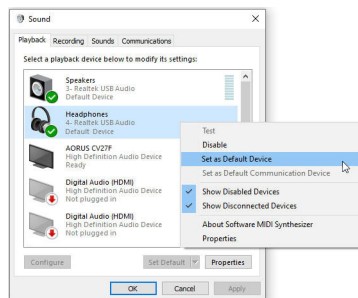 Sound
Playback Recording Sounds Communications
Select a playback device below to modify its settings:
Speakers
3- Realtek USB Audio
Default Device
Headphones
4- Realtek USB Audio
Default Device
AORUS CV27F
High Definition Audio Device
Ready
Digital Audio (HDMI)
High Definition Audio Device
Not plugged in
Digital Audio (HDMI)
High Definition Audio Device
Not plugged in
Test
Disable
Set as Default Device
Set as Default Communication Device
Show Disabled Devices
Show Disconnected Devices
About Software MIDI Synthesizer
Properties
Configure Set Default Properties
OK Cancel Apply